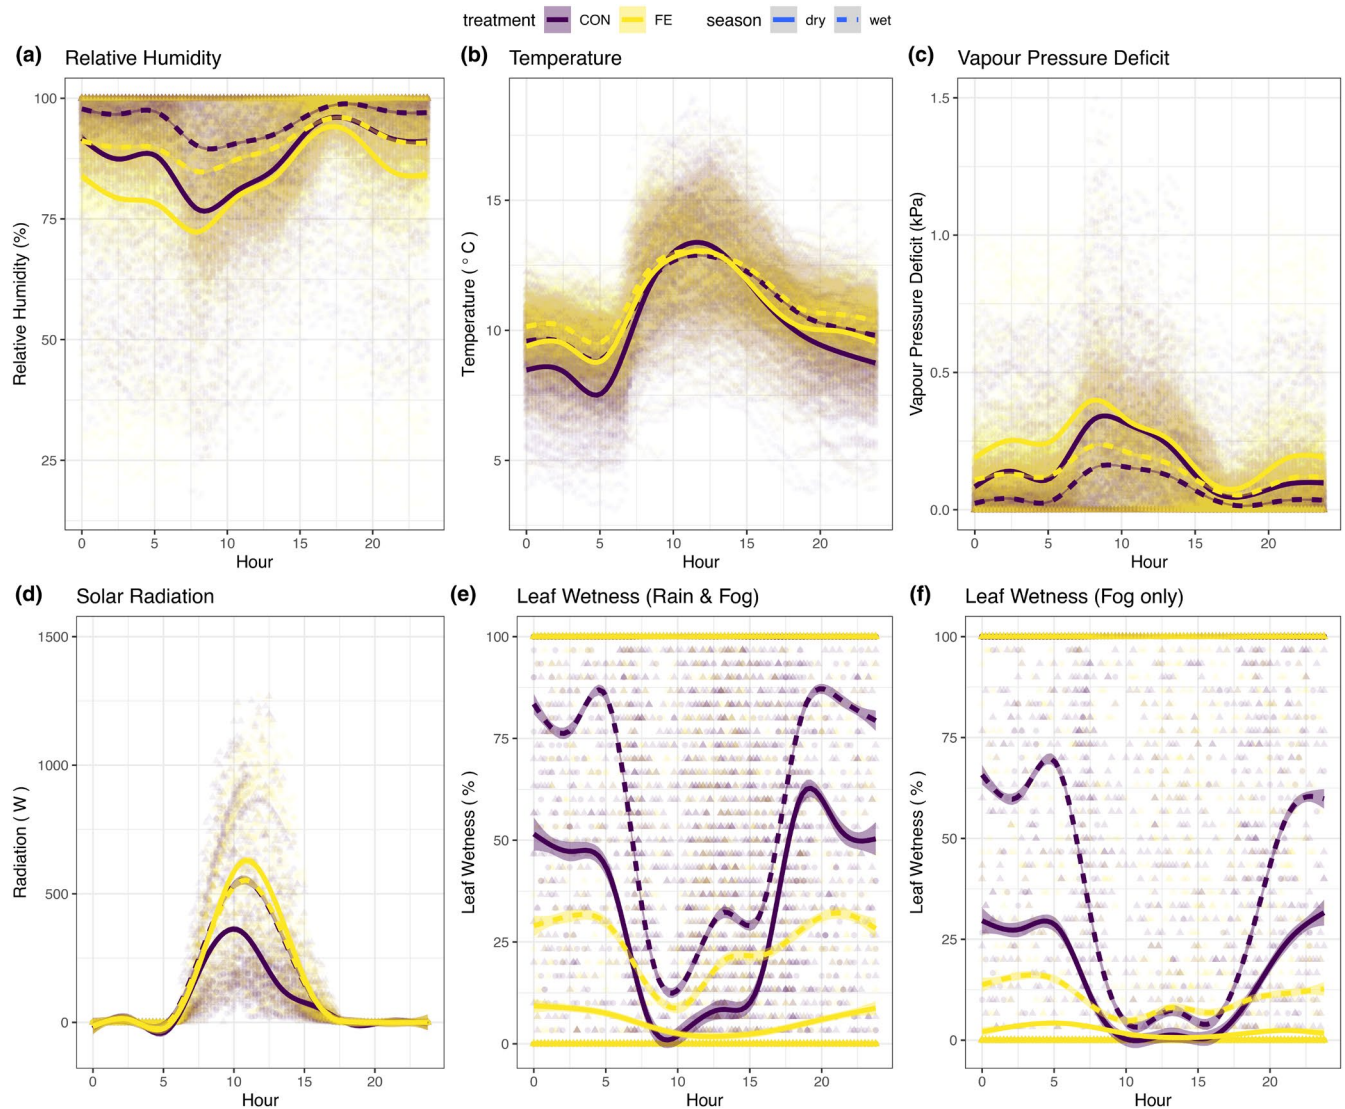 treatment CON FE season dry wet
(a) Relative Humidity
Relative Humidity (%)
100
75
50
25
0 5 10 15 20
Hour
(b) Temperature
Temperature ( ° C )
15
10
5
0 5 10 15 20
Hour
(c) Vapour Pressure Deficit
Vapour Pressure Deficit (kPa)
1.5
1.0
0.5
0.0
0 5 10 15 20
Hour
(d) Solar Radiation
Radiation ( W )
1500
1000
500
0
0 5 10 15 20
Hour
(e) Leaf Wetness (Rain & Fog)
Leaf Wetness ( % )
100
75
50
25
0
0 5 10 15 20
Hour
(f) Leaf Wetness (Fog only)
Leaf Wetness ( % )
100
75
50
25
0
0 5 10 15 20
Hour